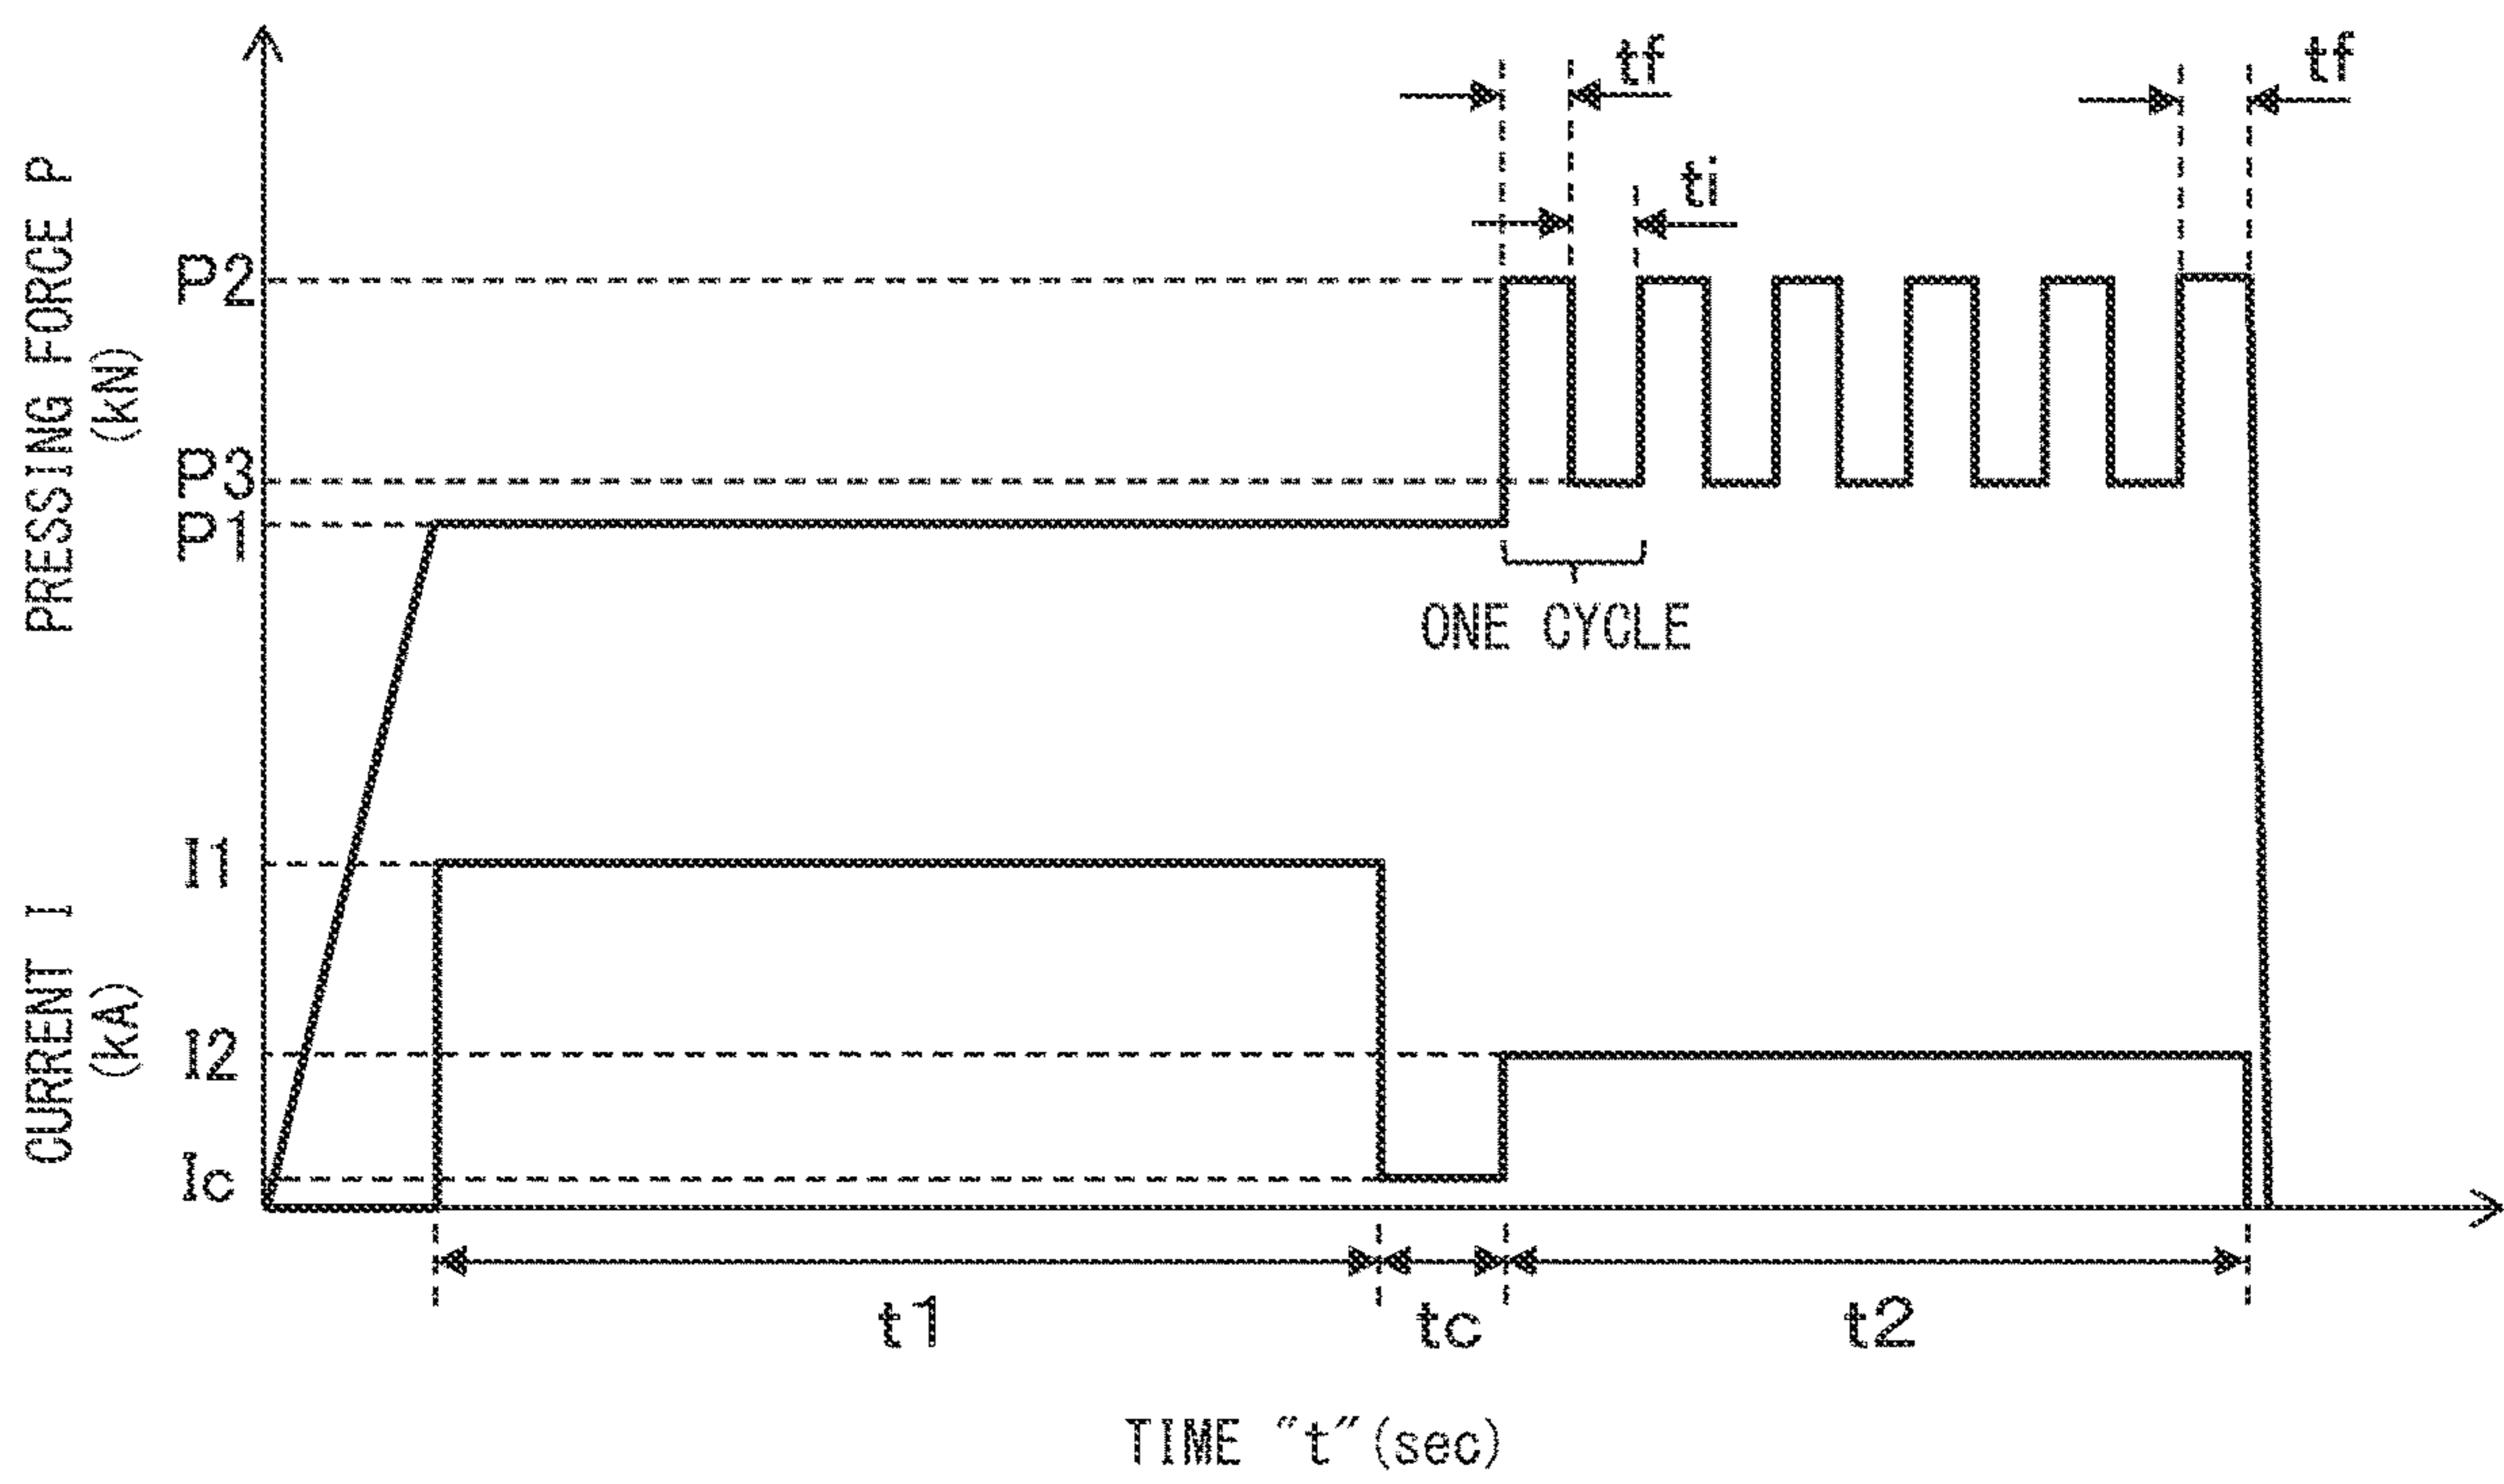 tf
tf
ti
PRESSING FORCE P
(kN)
P2
P3
P1
ONE CYCLE
CURRENT I
(kA)
I1
I2
Ic
t1
tc
t2
TIME "t"(sec)